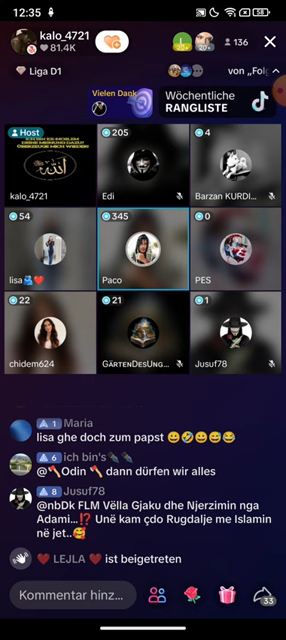 12:35
58
kalo_4721
81.4K
20+
20+
136
Liga D1
von „Fol
Vielen Dank
Wöchentliche
RANGLISTE
Host
205
4
kalo_4721
Edi
Barzan KURDI...
54
345
0
lisa
Paco
PES
22
21
1
chidem624
GÄRTENDESUNG...
Jusuf78
1 Maria
lisa ghe doch zum papst 😀🤣😅😅😂
6 ich bin's✒️✒️
@🪓Odin 🪓 dann dürfen wir alles
8 Jusuf78
@nbDk FLM Vëlla Gjaku dhe Njerzimin nga
Adami...⁉️ Unë kam çdo Rugdalje me Islamin
në jet..🥰
❤️ LEJLA ❤️ ist beigetreten
Kommentar hinz...
33